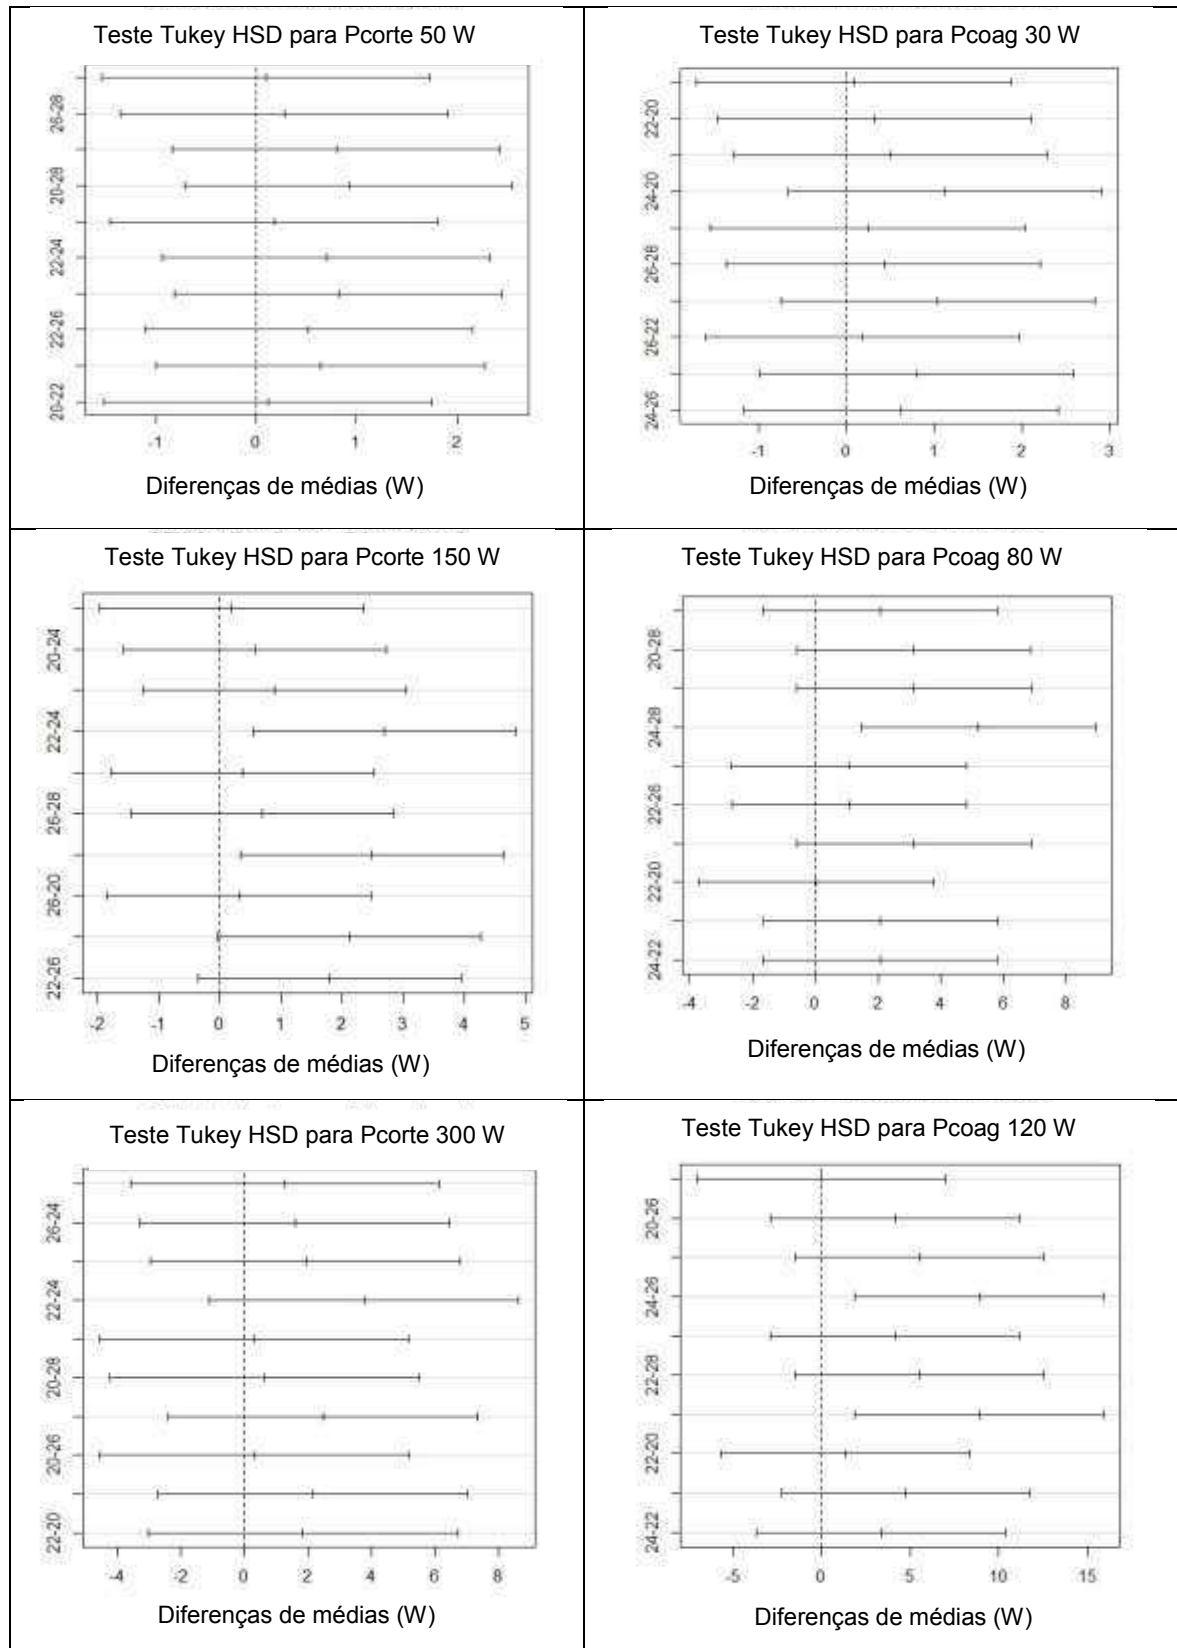 Teste Tukey HSD para Pcorte 50 W
26-28
20-28
22-24
22-26
20-22
-1 0 1 2
Diferenças de médias (W)
Teste Tukey HSD para Pcoag 30 W
22-20
24-20
26-28
26-22
24-26
-1 0 1 2 3
Diferenças de médias (W)
Teste Tukey HSD para Pcorte 150 W
20-24
22-24
26-28
26-20
22-26
-2 -1 0 1 2 3 4 5
Diferenças de médias (W)
Teste Tukey HSD para Pcoag 80 W
20-28
24-28
22-26
22-20
24-22
-4 -2 0 2 4 6 8
Diferenças de médias (W)
Teste Tukey HSD para Pcorte 300 W
26-24
22-24
20-28
20-26
22-20
-4 -2 0 2 4 6 8
Diferenças de médias (W)
Teste Tukey HSD para Pcoag 120 W
20-26
24-26
22-28
22-20
24-22
-5 0 5 10 15
Diferenças de médias (W)